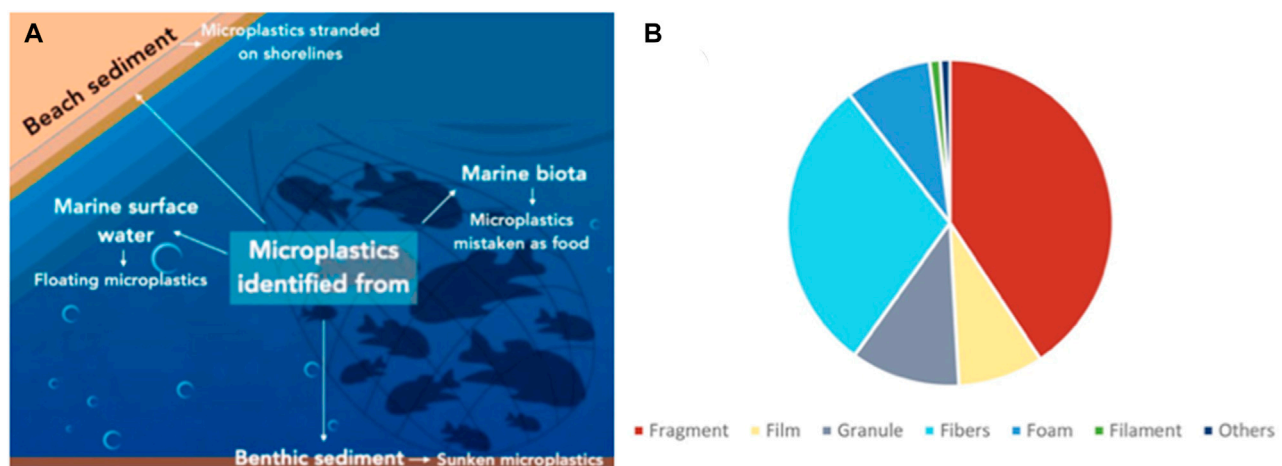 A
Beach sediment
Microplastics stranded
on shorelines
Marine biota
Microplastics
mistaken as food
Marine surface
water
Floating microplastics
Microplastics
identified from
Benthic sediment
Sunken microplastics
B
Fragment Film Granule Fibers Foam Filament Others